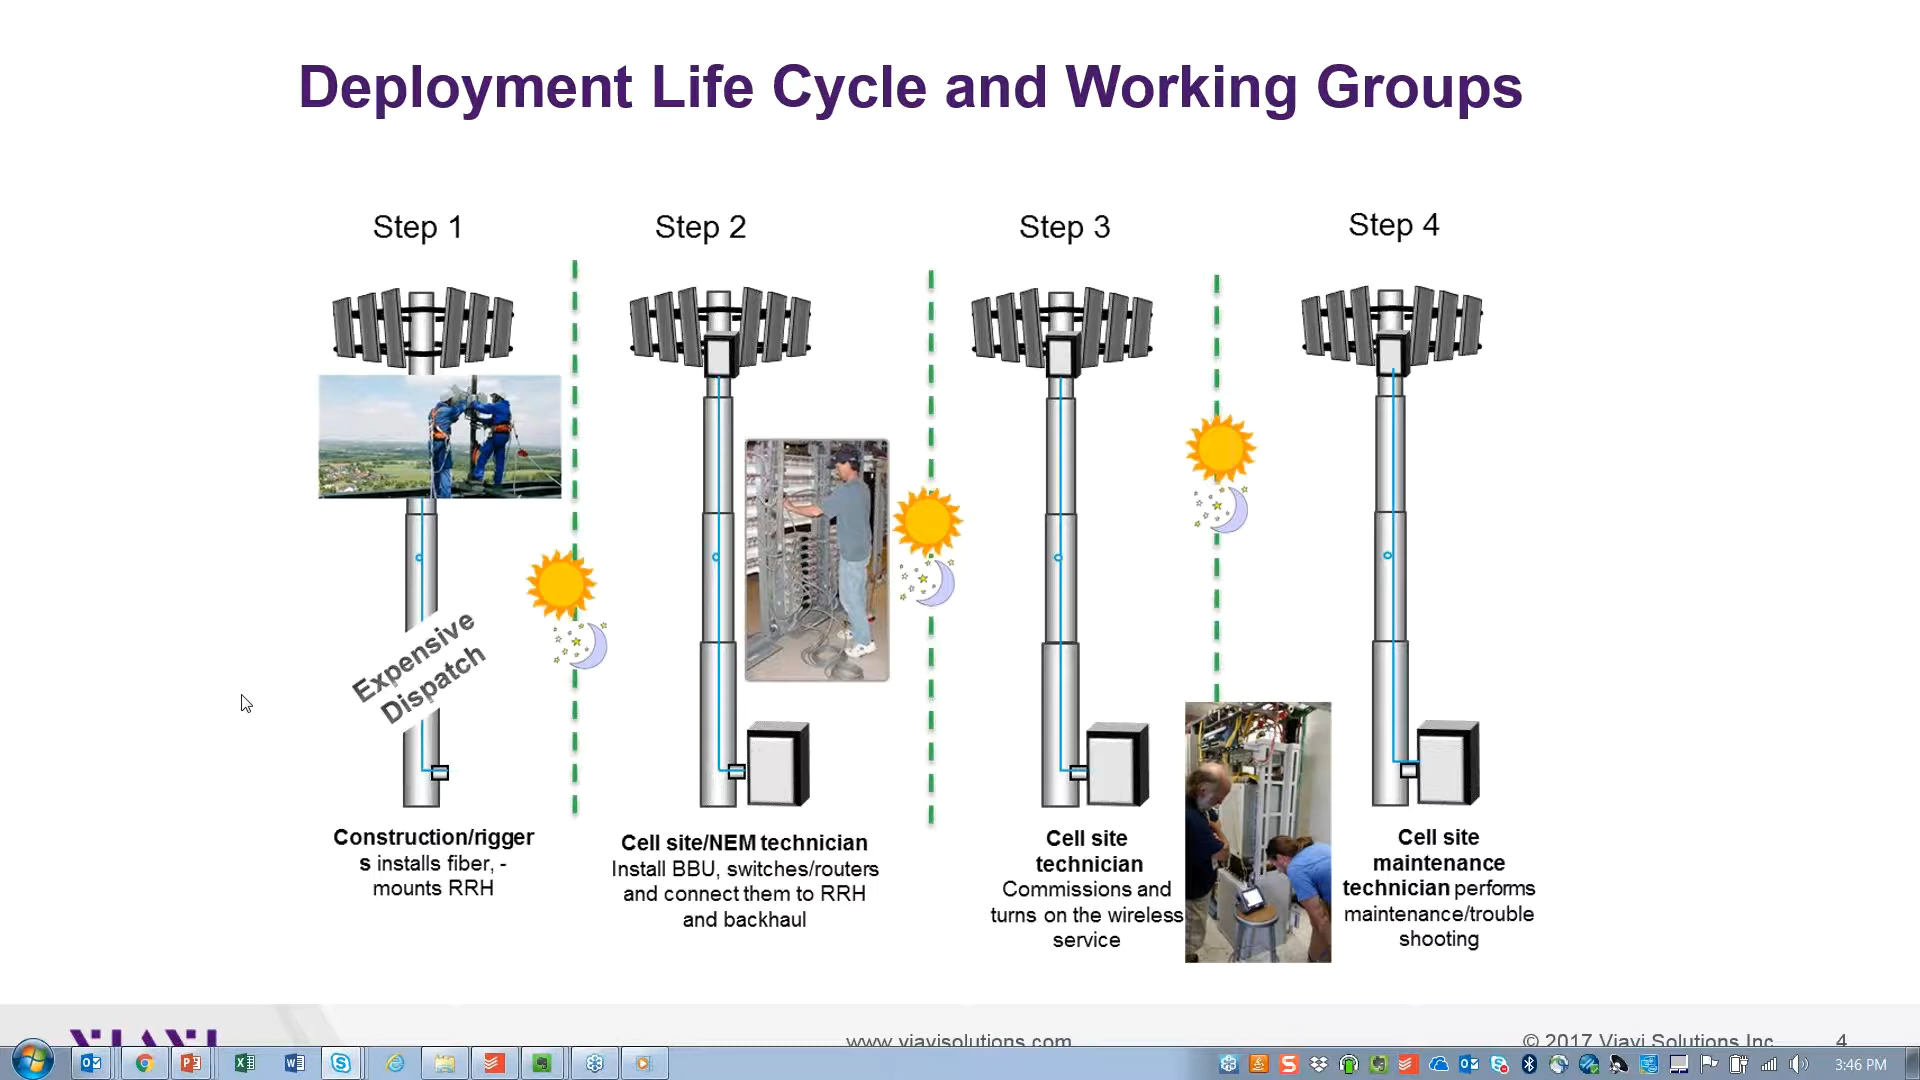 Deployment Life Cycle and Working Groups
Step 1
Step 2
Step 3
Step 4
Expensive
Dispatch
Construction/rigger
s installs fiber, -
mounts RRH
Cell site/NEM technician
Install BBU, switches/routers
and connect them to RRH
and backhaul
Cell site
technician
Commissions and
turns on the wireless
service
Cell site
maintenance
technician performs
maintenance/trouble
shooting
VIAVI
www.viavisolutions.com
© 2017 Viavi Solutions Inc.
4
3:46 PM